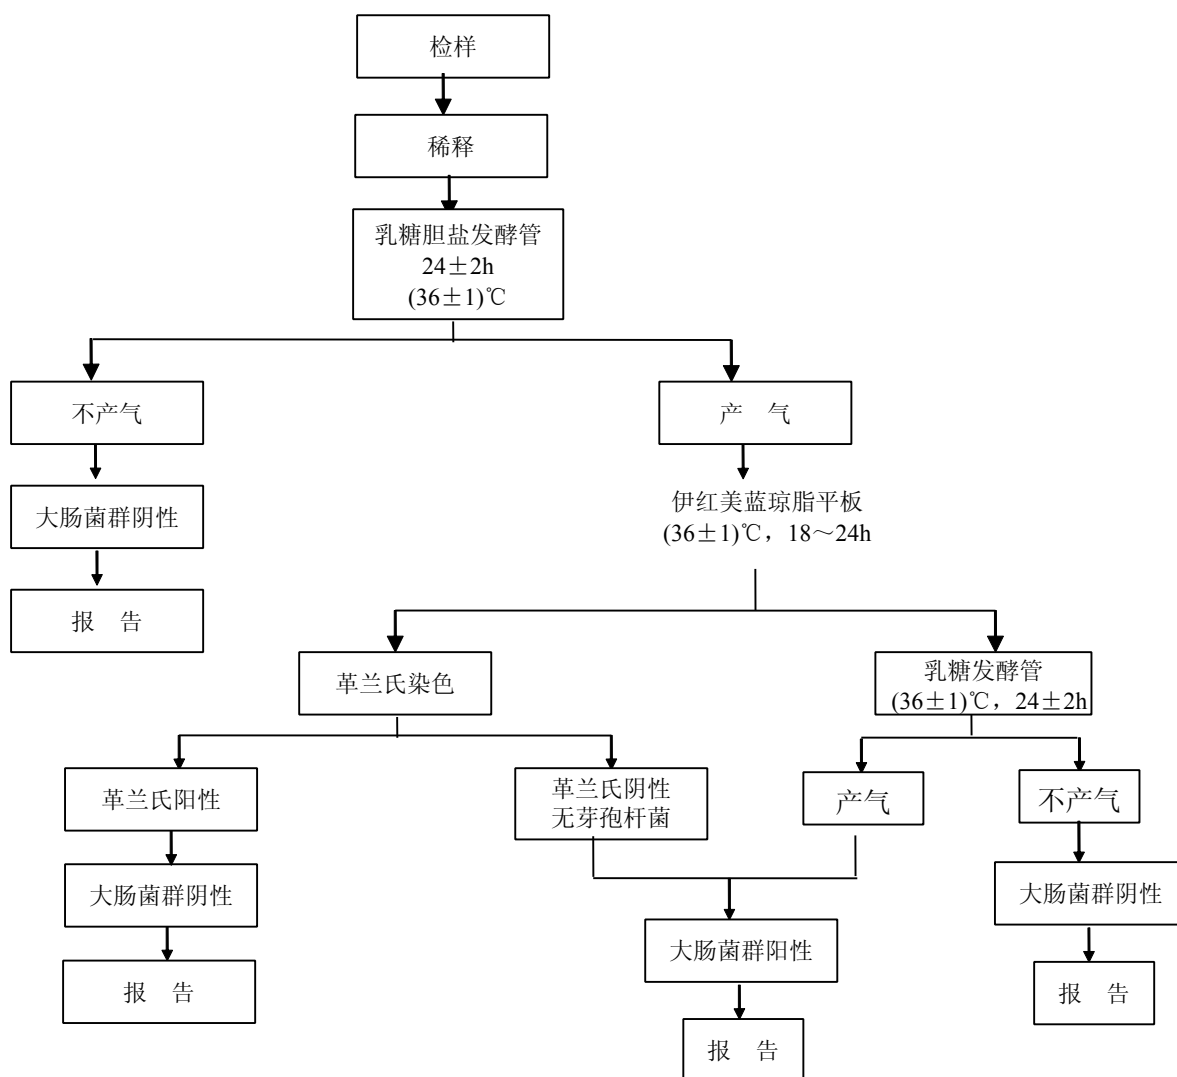 检样
稀释
乳糖胆盐发酵管
24±2h
(36±1)℃
不产气
产 气
大肠菌群阴性
伊红美蓝琼脂平板
(36±1)℃，18～24h
报 告
革兰氏染色
乳糖发酵管
(36±1)℃，24±2h
革兰氏阳性
革兰氏阴性
无芽孢杆菌
产气
不产气
大肠菌群阴性
大肠菌群阳性
大肠菌群阴性
报 告
报 告
报 告